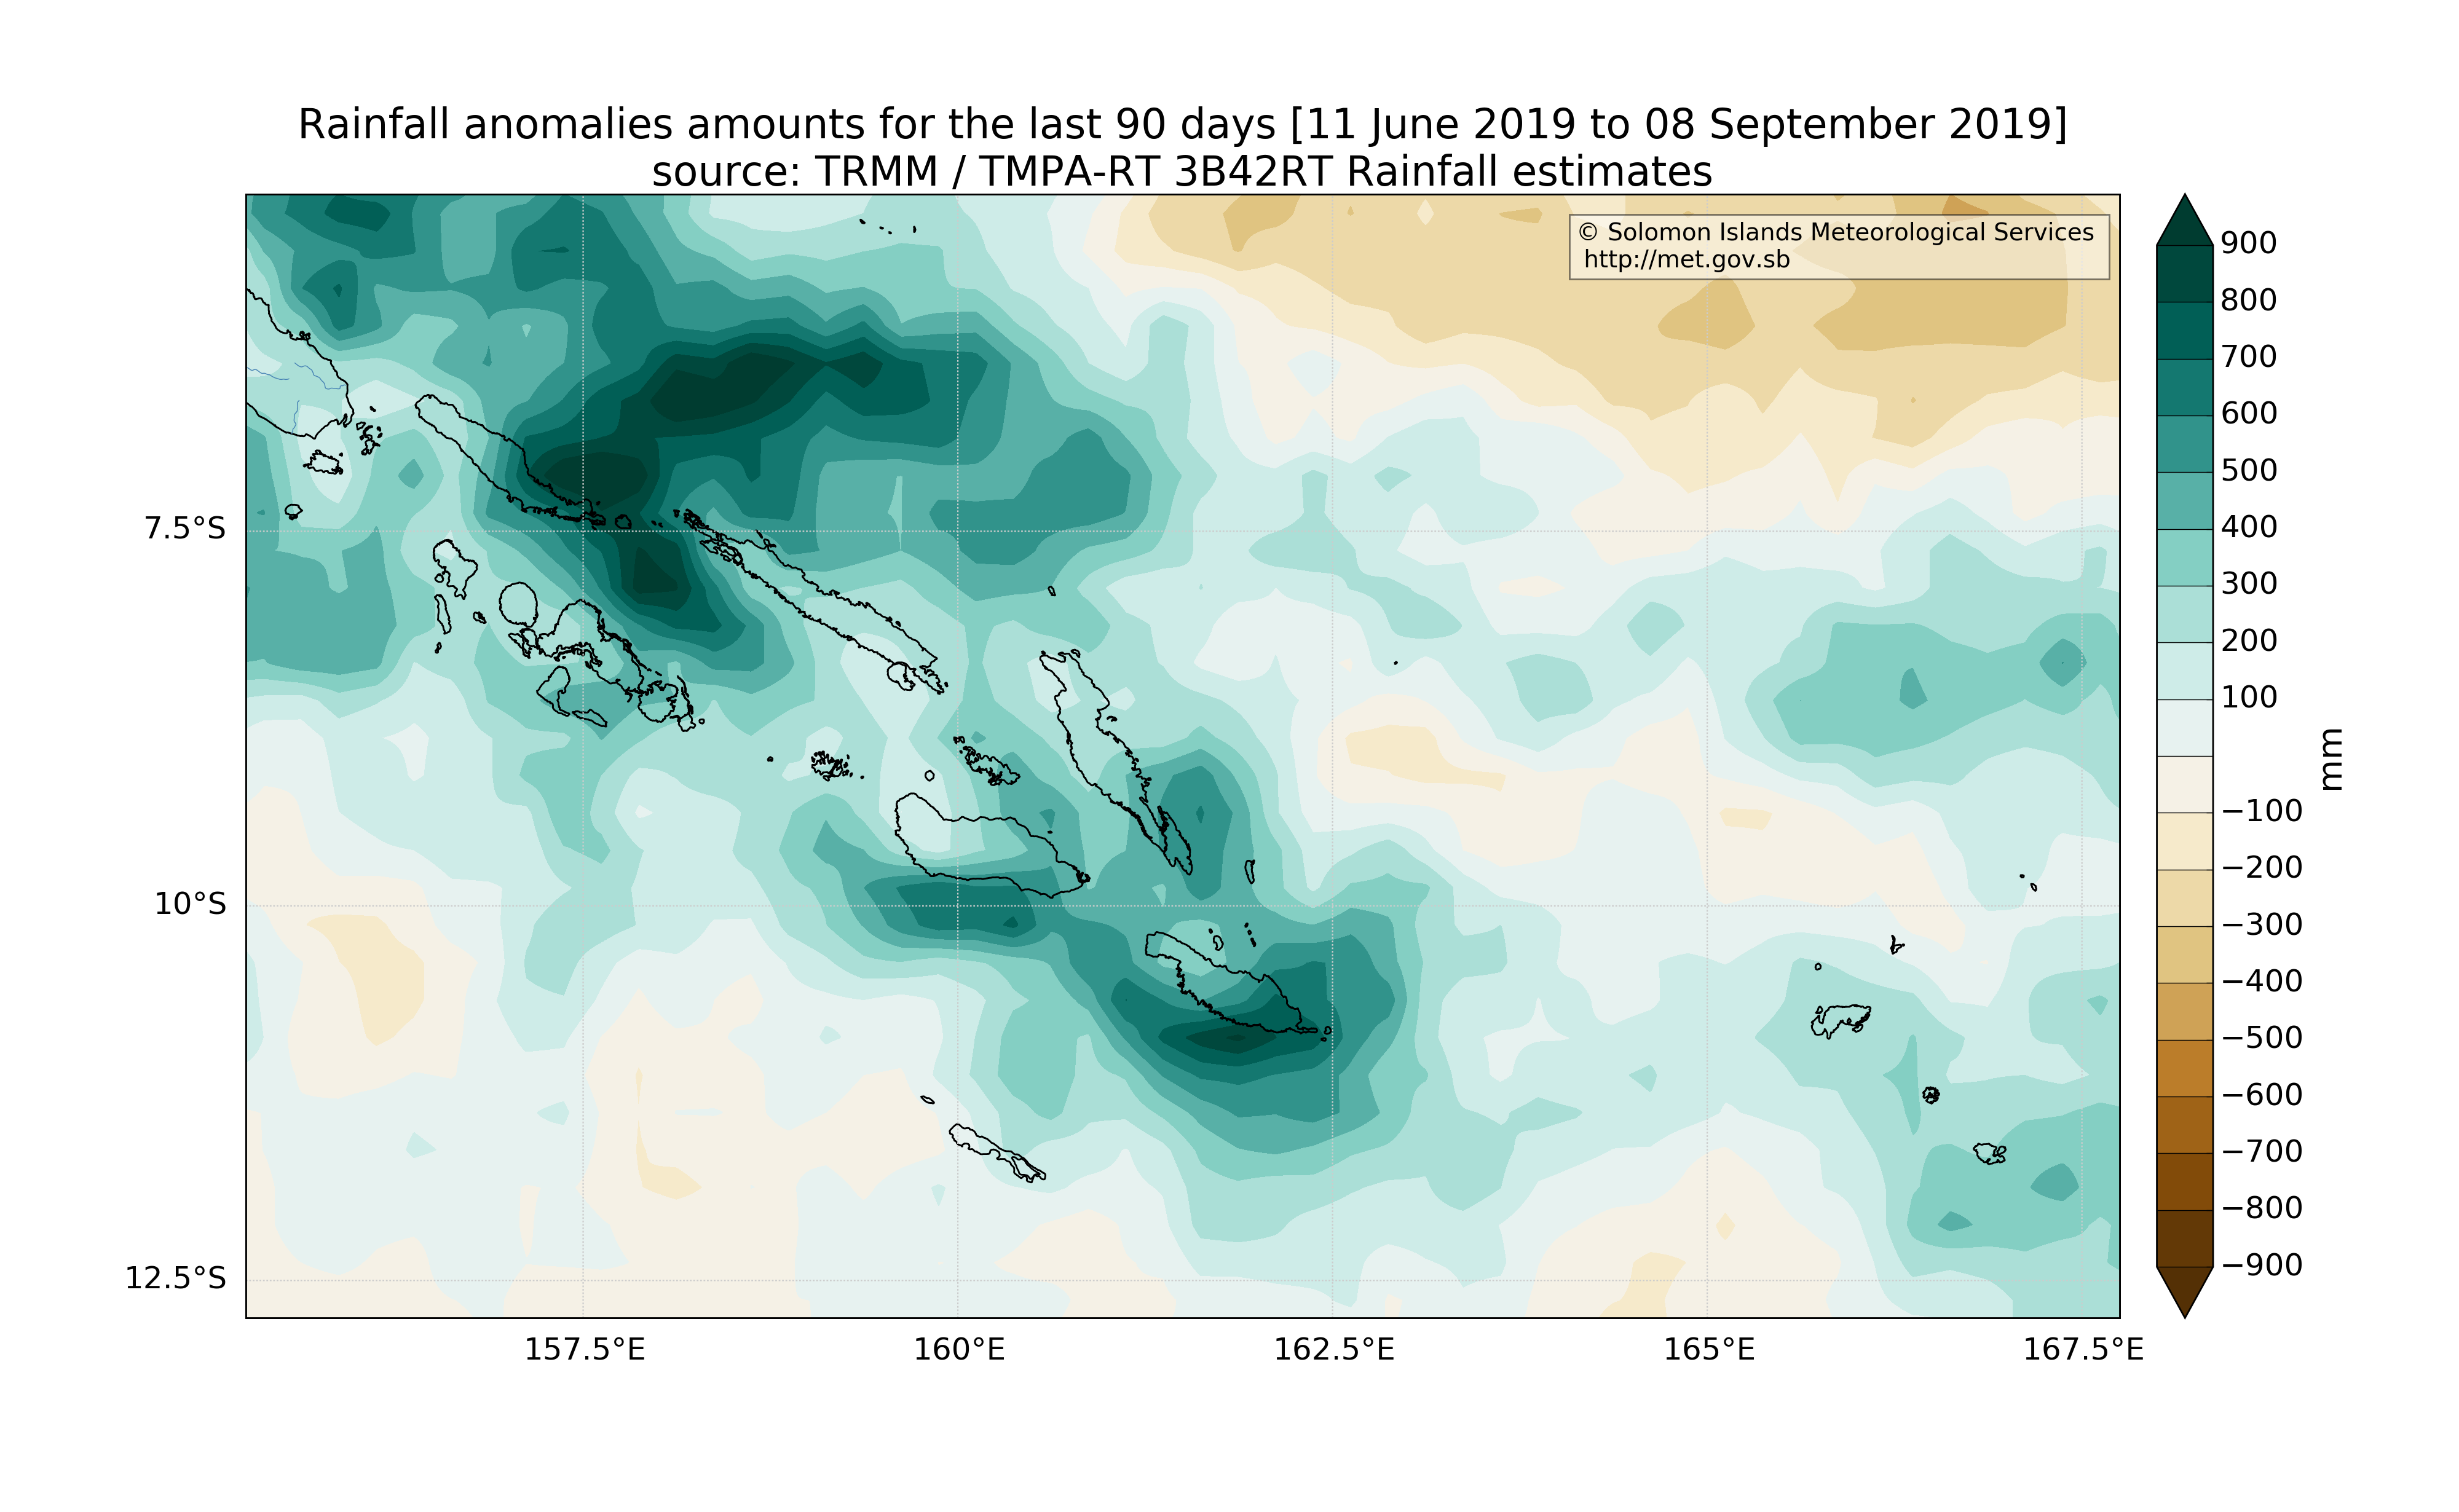 Rainfall anomalies amounts for the last 90 days [11 June 2019 to 08 September 2019]
source: TRMM / TMPA-RT 3B42RT Rainfall estimates
© Solomon Islands Meteorological Services
http://met.gov.sb
7.5°S
10°S
12.5°S
157.5°E
160°E
162.5°E
165°E
167.5°E
900
800
700
600
500
400
300
200
100
−100
−200
−300
−400
−500
−600
−700
−800
−900
mm